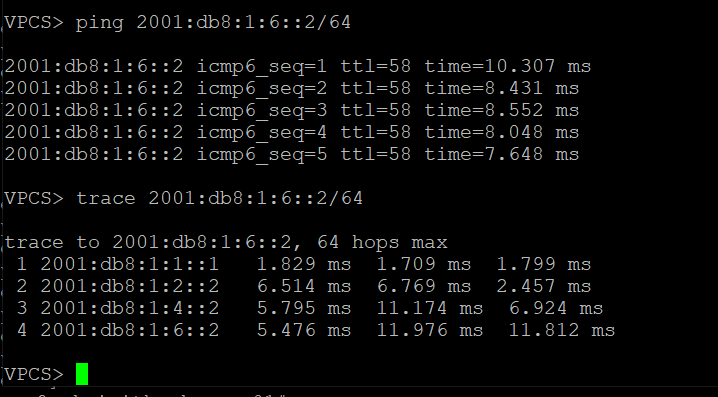 VPCS> ping 2001:db8:1:6::2/64
2001:db8:1:6::2 icmp6_seq=1 ttl=58 time=10.307 ms
2001:db8:1:6::2 icmp6_seq=2 ttl=58 time=8.431 ms
2001:db8:1:6::2 icmp6_seq=3 ttl=58 time=8.552 ms
2001:db8:1:6::2 icmp6_seq=4 ttl=58 time=8.048 ms
2001:db8:1:6::2 icmp6_seq=5 ttl=58 time=7.648 ms
VPCS> trace 2001:db8:1:6::2/64
trace to 2001:db8:1:6::2, 64 hops max
1 2001:db8:1:1::1 1.829 ms 1.709 ms 1.799 ms
2 2001:db8:1:2::2 6.514 ms 6.769 ms 2.457 ms
3 2001:db8:1:4::2 5.795 ms 11.174 ms 6.924 ms
4 2001:db8:1:6::2 5.476 ms 11.976 ms 11.812 ms
VPCS>